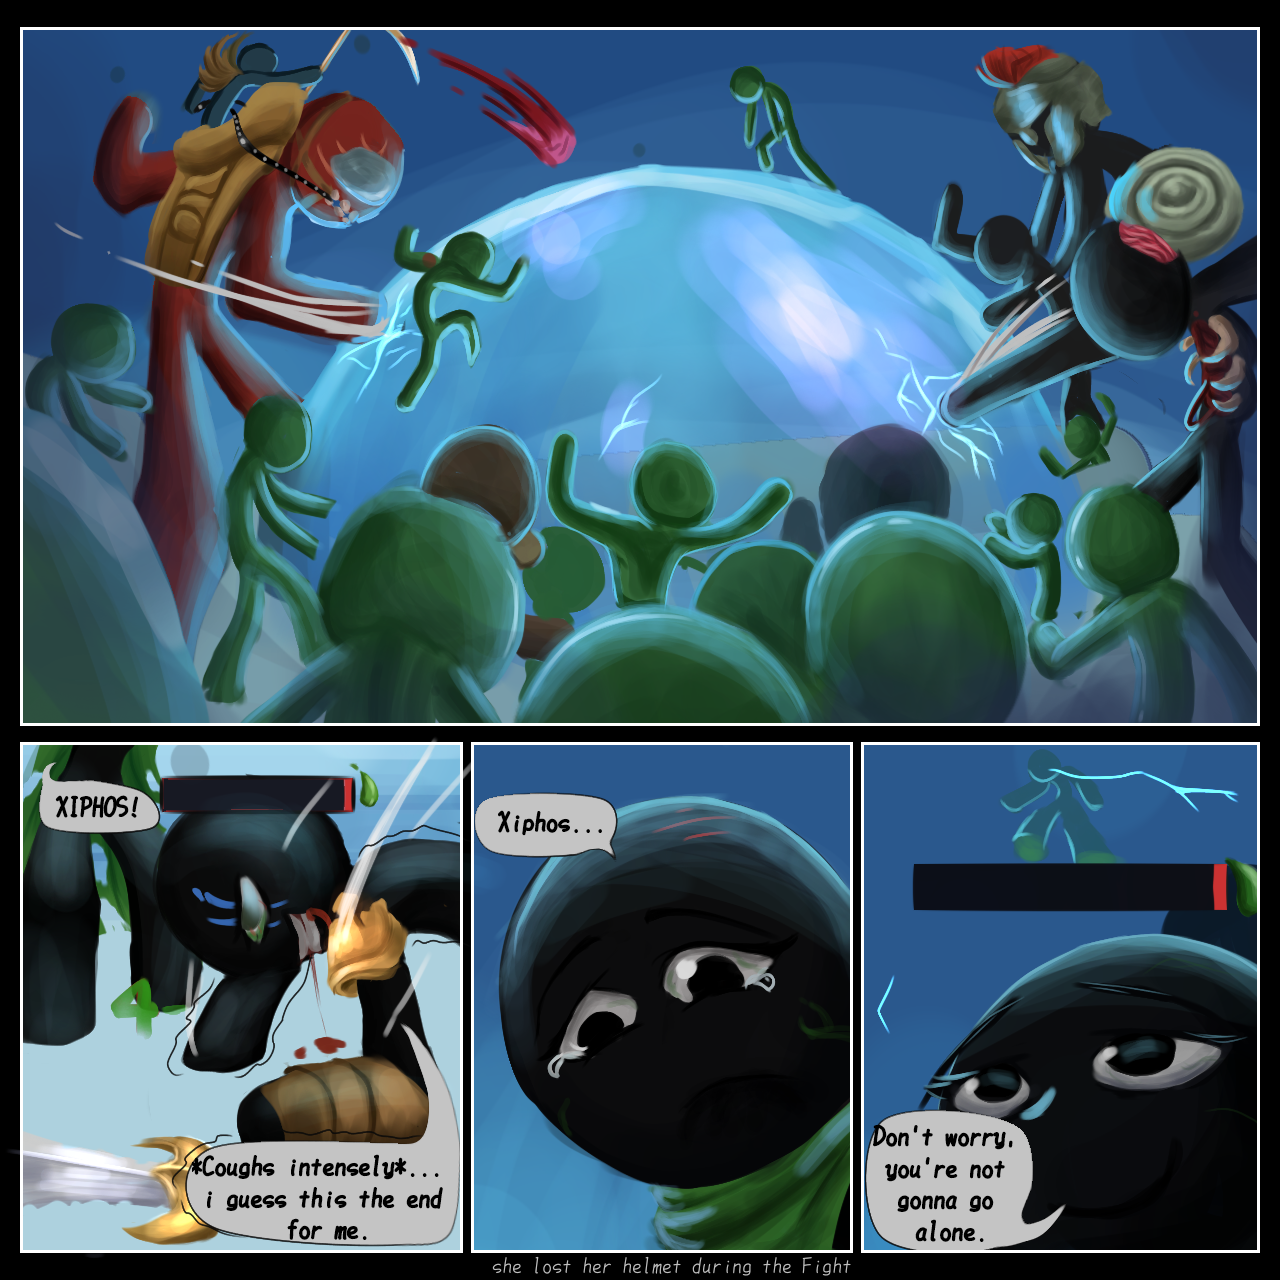 XIPHOS!
*Coughs intensely*...
i guess this the end
for me.
Xiphos...
Don't worry,
you're not
gonna go
alone.
she lost her helmet during the Fight